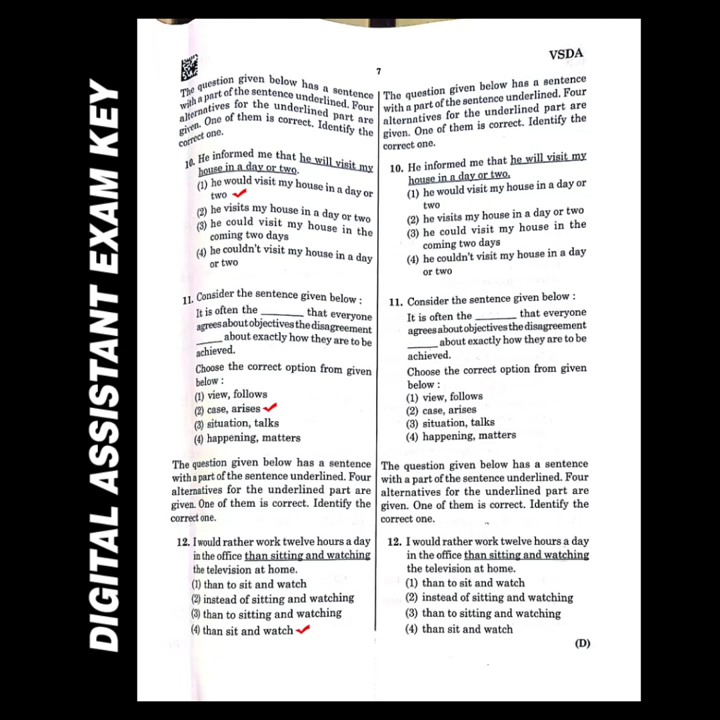 DIGITAL ASSISTANT EXAM KEY
VSDA
7
The question given below has a sentence
with a part of the sentence underlined. Four
alternatives for the underlined part are
given. One of them is correct. Identify the
correct one.
10. He informed me that he will visit my
house in a day or two.
(1) he would visit my house in a day or
two
(2) he visits my house in a day or two
(3) he could visit my house in the
coming two days
(4) he couldn't visit my house in a day
or two
11. Consider the sentence given below :
It is often the ________ that everyone
agrees about objectives the disagreement
_____ about exactly how they are to be
achieved.
Choose the correct option from given
below :
(1) view, follows
(2) case, arises
(3) situation, talks
(4) happening, matters
The question given below has a sentence
with a part of the sentence underlined. Four
alternatives for the underlined part are
given. One of them is correct. Identify the
correct one.
12. I would rather work twelve hours a day
in the office than sitting and watching
the television at home.
(1) than to sit and watch
(2) instead of sitting and watching
(3) than to sitting and watching
(4) than sit and watch
The question given below has a sentence
with a part of the sentence underlined. Four
alternatives for the underlined part are
given. One of them is correct. Identify the
correct one.
10. He informed me that he will visit my
house in a day or two.
(1) he would visit my house in a day or
two
(2) he visits my house in a day or two
(3) he could visit my house in the
coming two days
(4) he couldn't visit my house in a day
or two
11. Consider the sentence given below :
It is often the ________ that everyone
agrees about objectives the disagreement
______ about exactly how they are to be
achieved.
Choose the correct option from given
below :
(1) view, follows
(2) case, arises
(3) situation, talks
(4) happening, matters
The question given below has a sentence
with a part of the sentence underlined. Four
alternatives for the underlined part are
given. One of them is correct. Identify the
correct one.
12. I would rather work twelve hours a day
in the office than sitting and watching
the television at home.
(1) than to sit and watch
(2) instead of sitting and watching
(3) than to sitting and watching
(4) than sit and watch
(D)